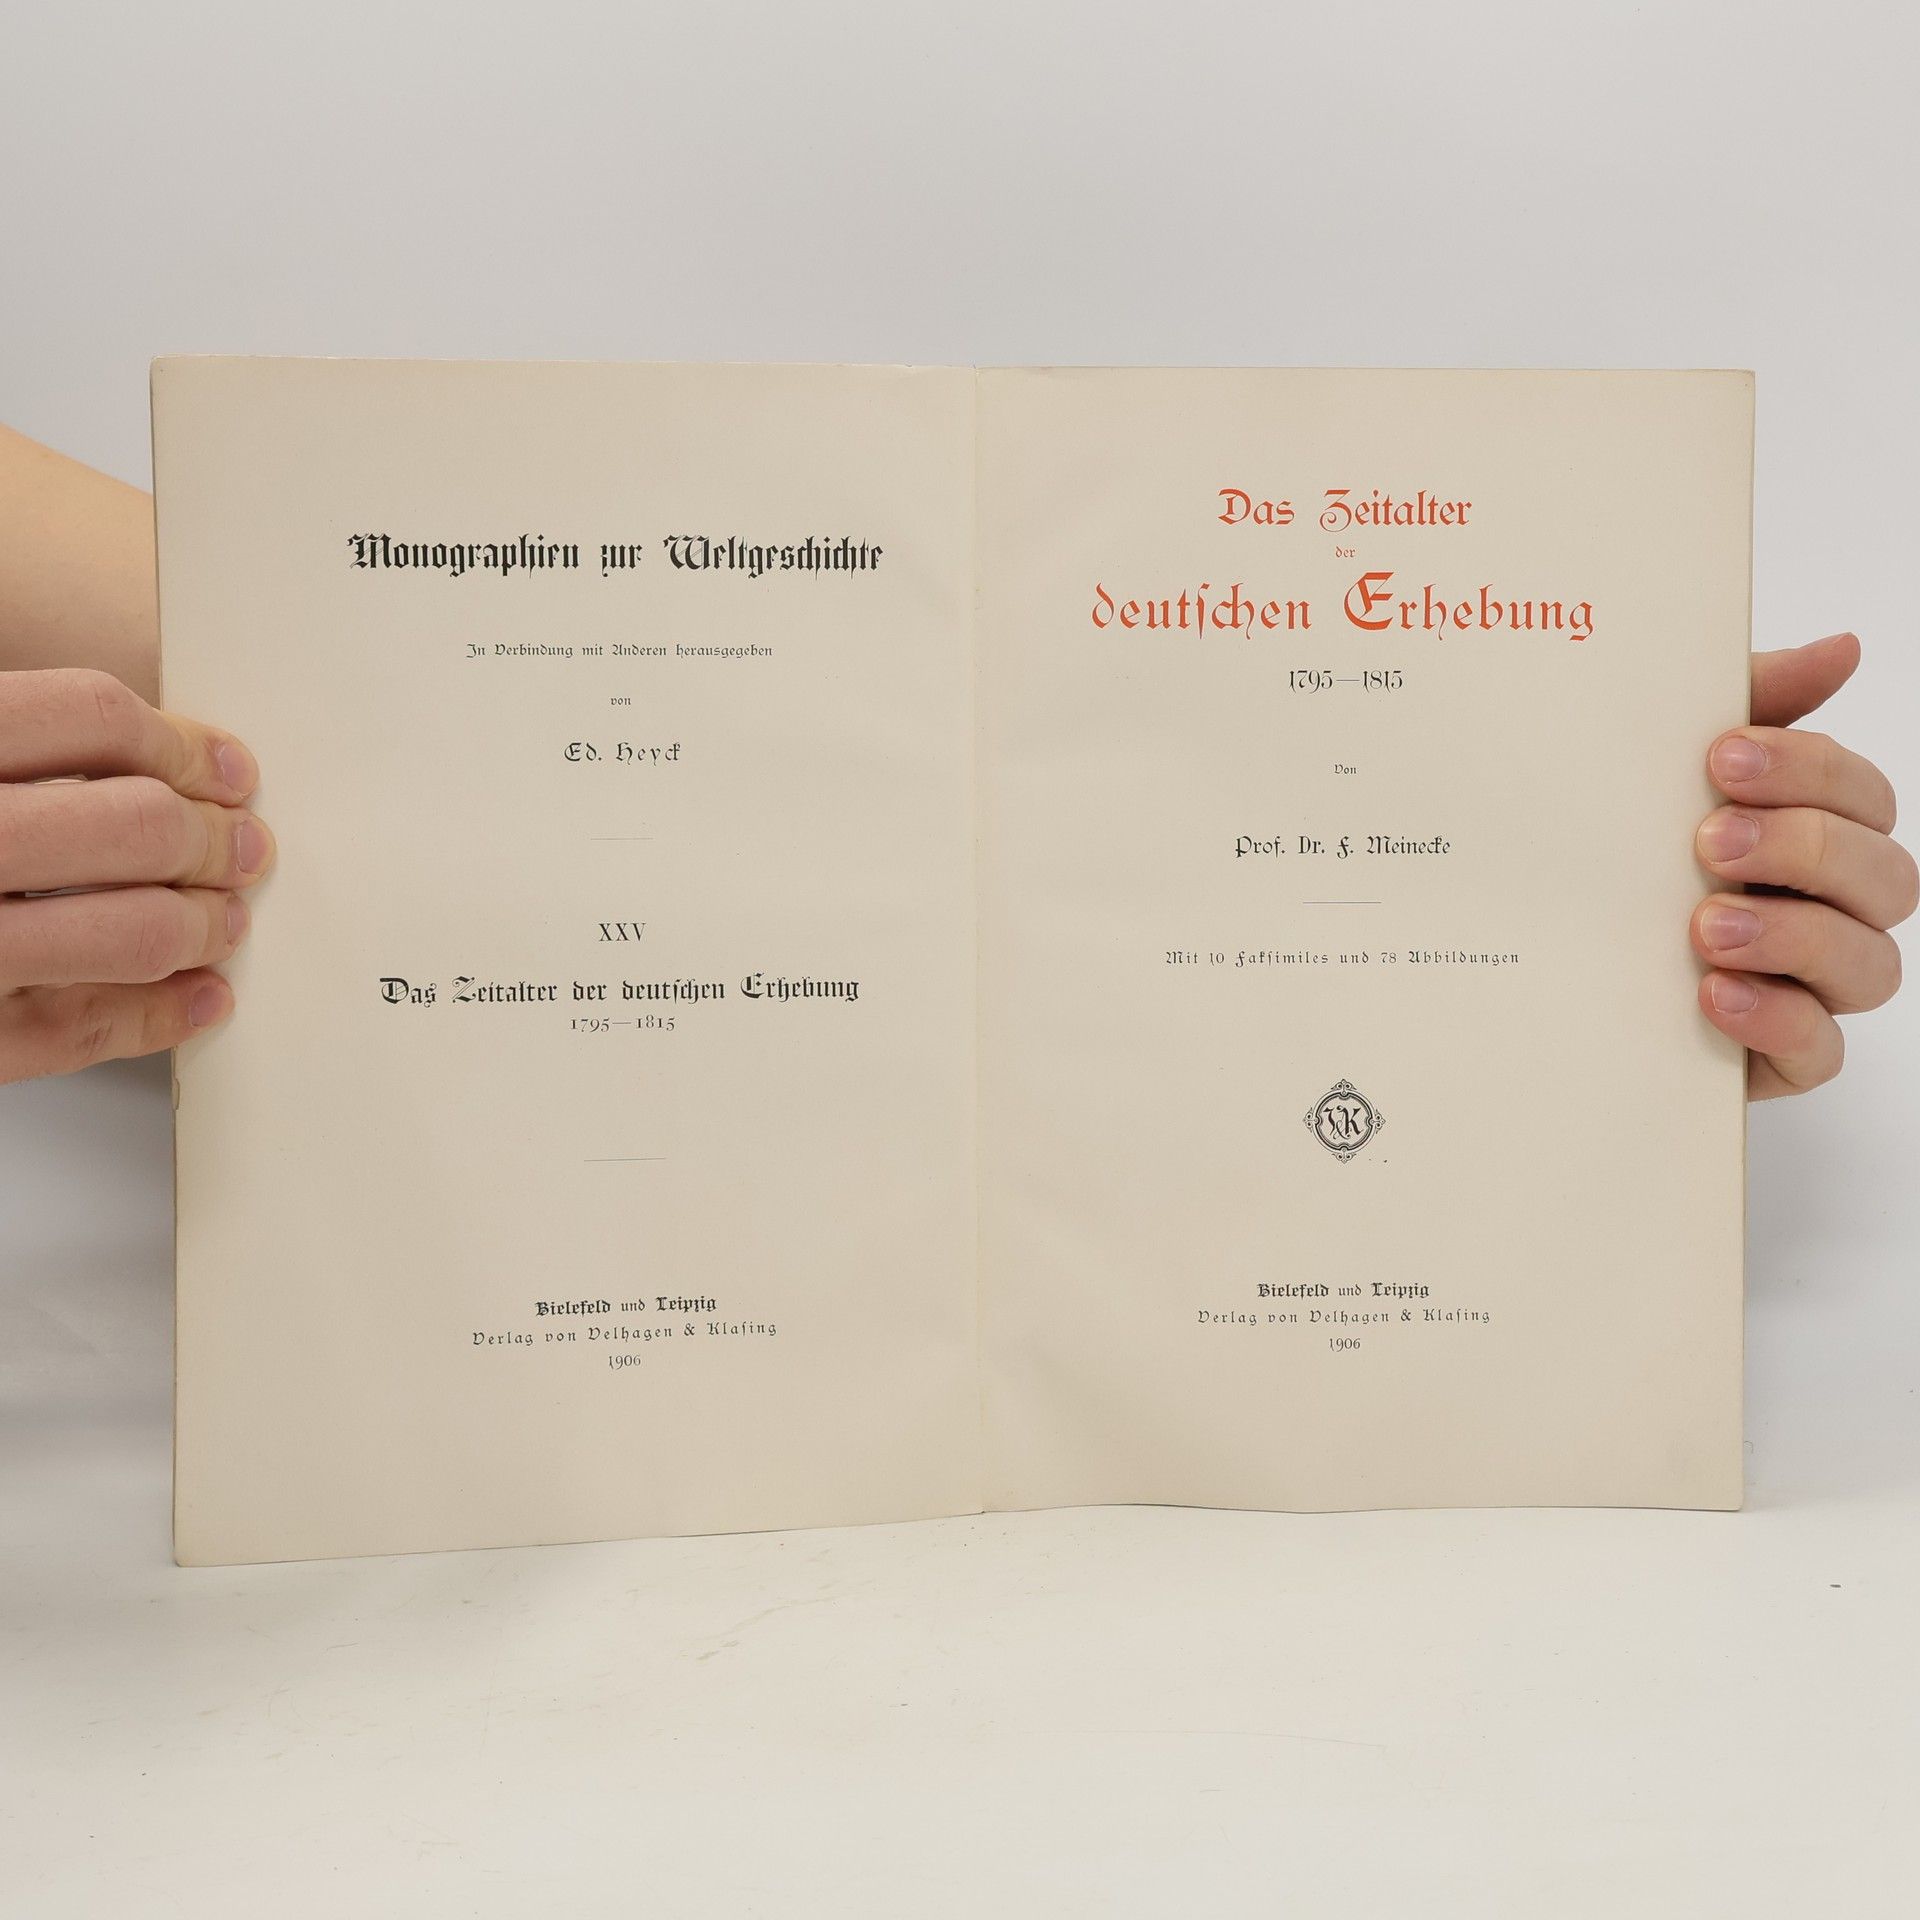 Monographien zur Weltgeschichte
In Verbindung mit Anderen herausgegeben
von
Ed. Heyck
XXV
Das Zeitalter der deutſchen Erhebung
1795—1815
Bielefeld und Leipzig
Verlag von Velhagen & Klaſing
1906
Das Zeitalter
der
deutſchen Erhebung
1795—1815
Von
Prof. Dr. F. Meinecke
Mit 10 Fakſimiles und 78 Abbildungen
V&K
Bielefeld und Leipzig
Verlag von Velhagen & Klaſing
1906